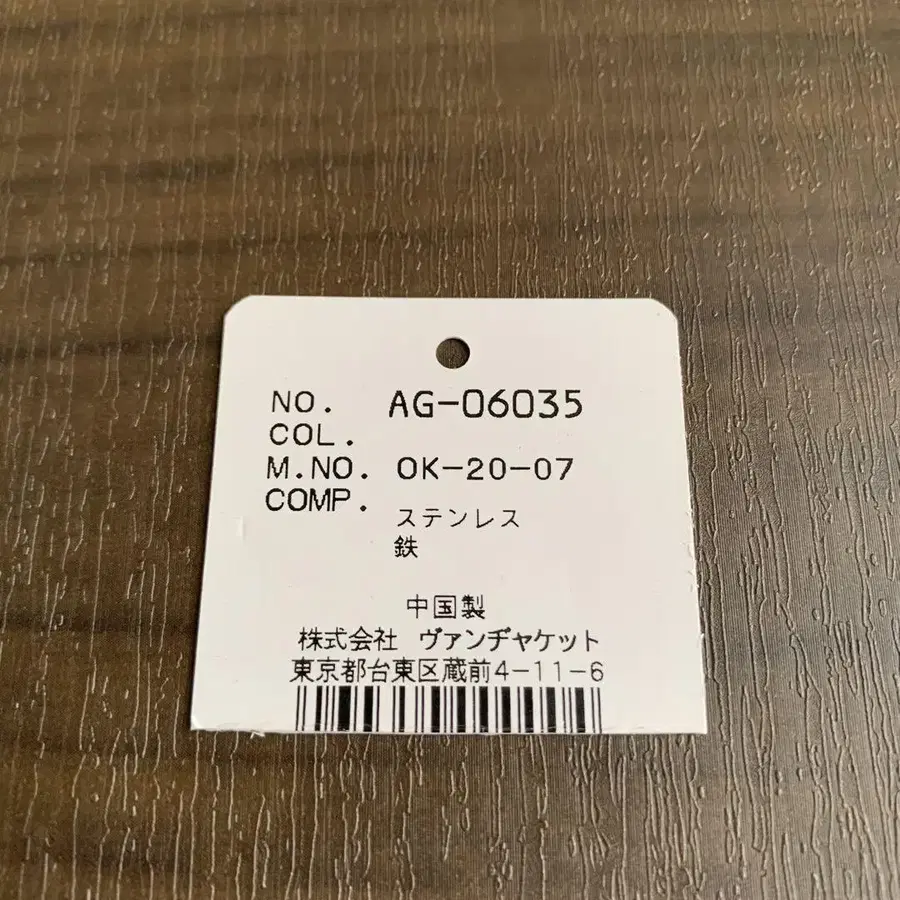 NO. AG-06035
COL.
M.NO. OK-20-07
COMP. ステンレス
鉄
中国製
株式会社 ヴァンヂャケット
東京都台東区蔵前4-11-6